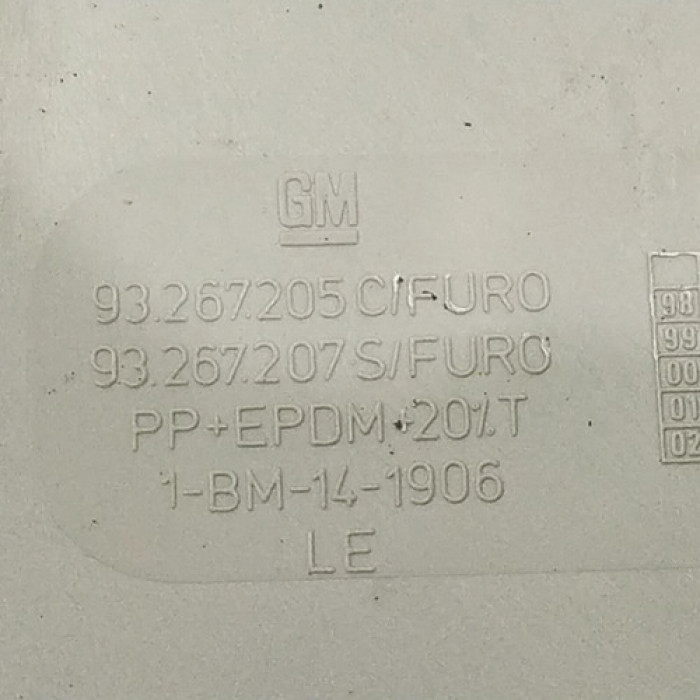 GM
93.267.205 C/FURO
93.267.207 S/FURO
PP+EPDM+20%T
1-BM-14-1906
LE
98
99
00
01
02